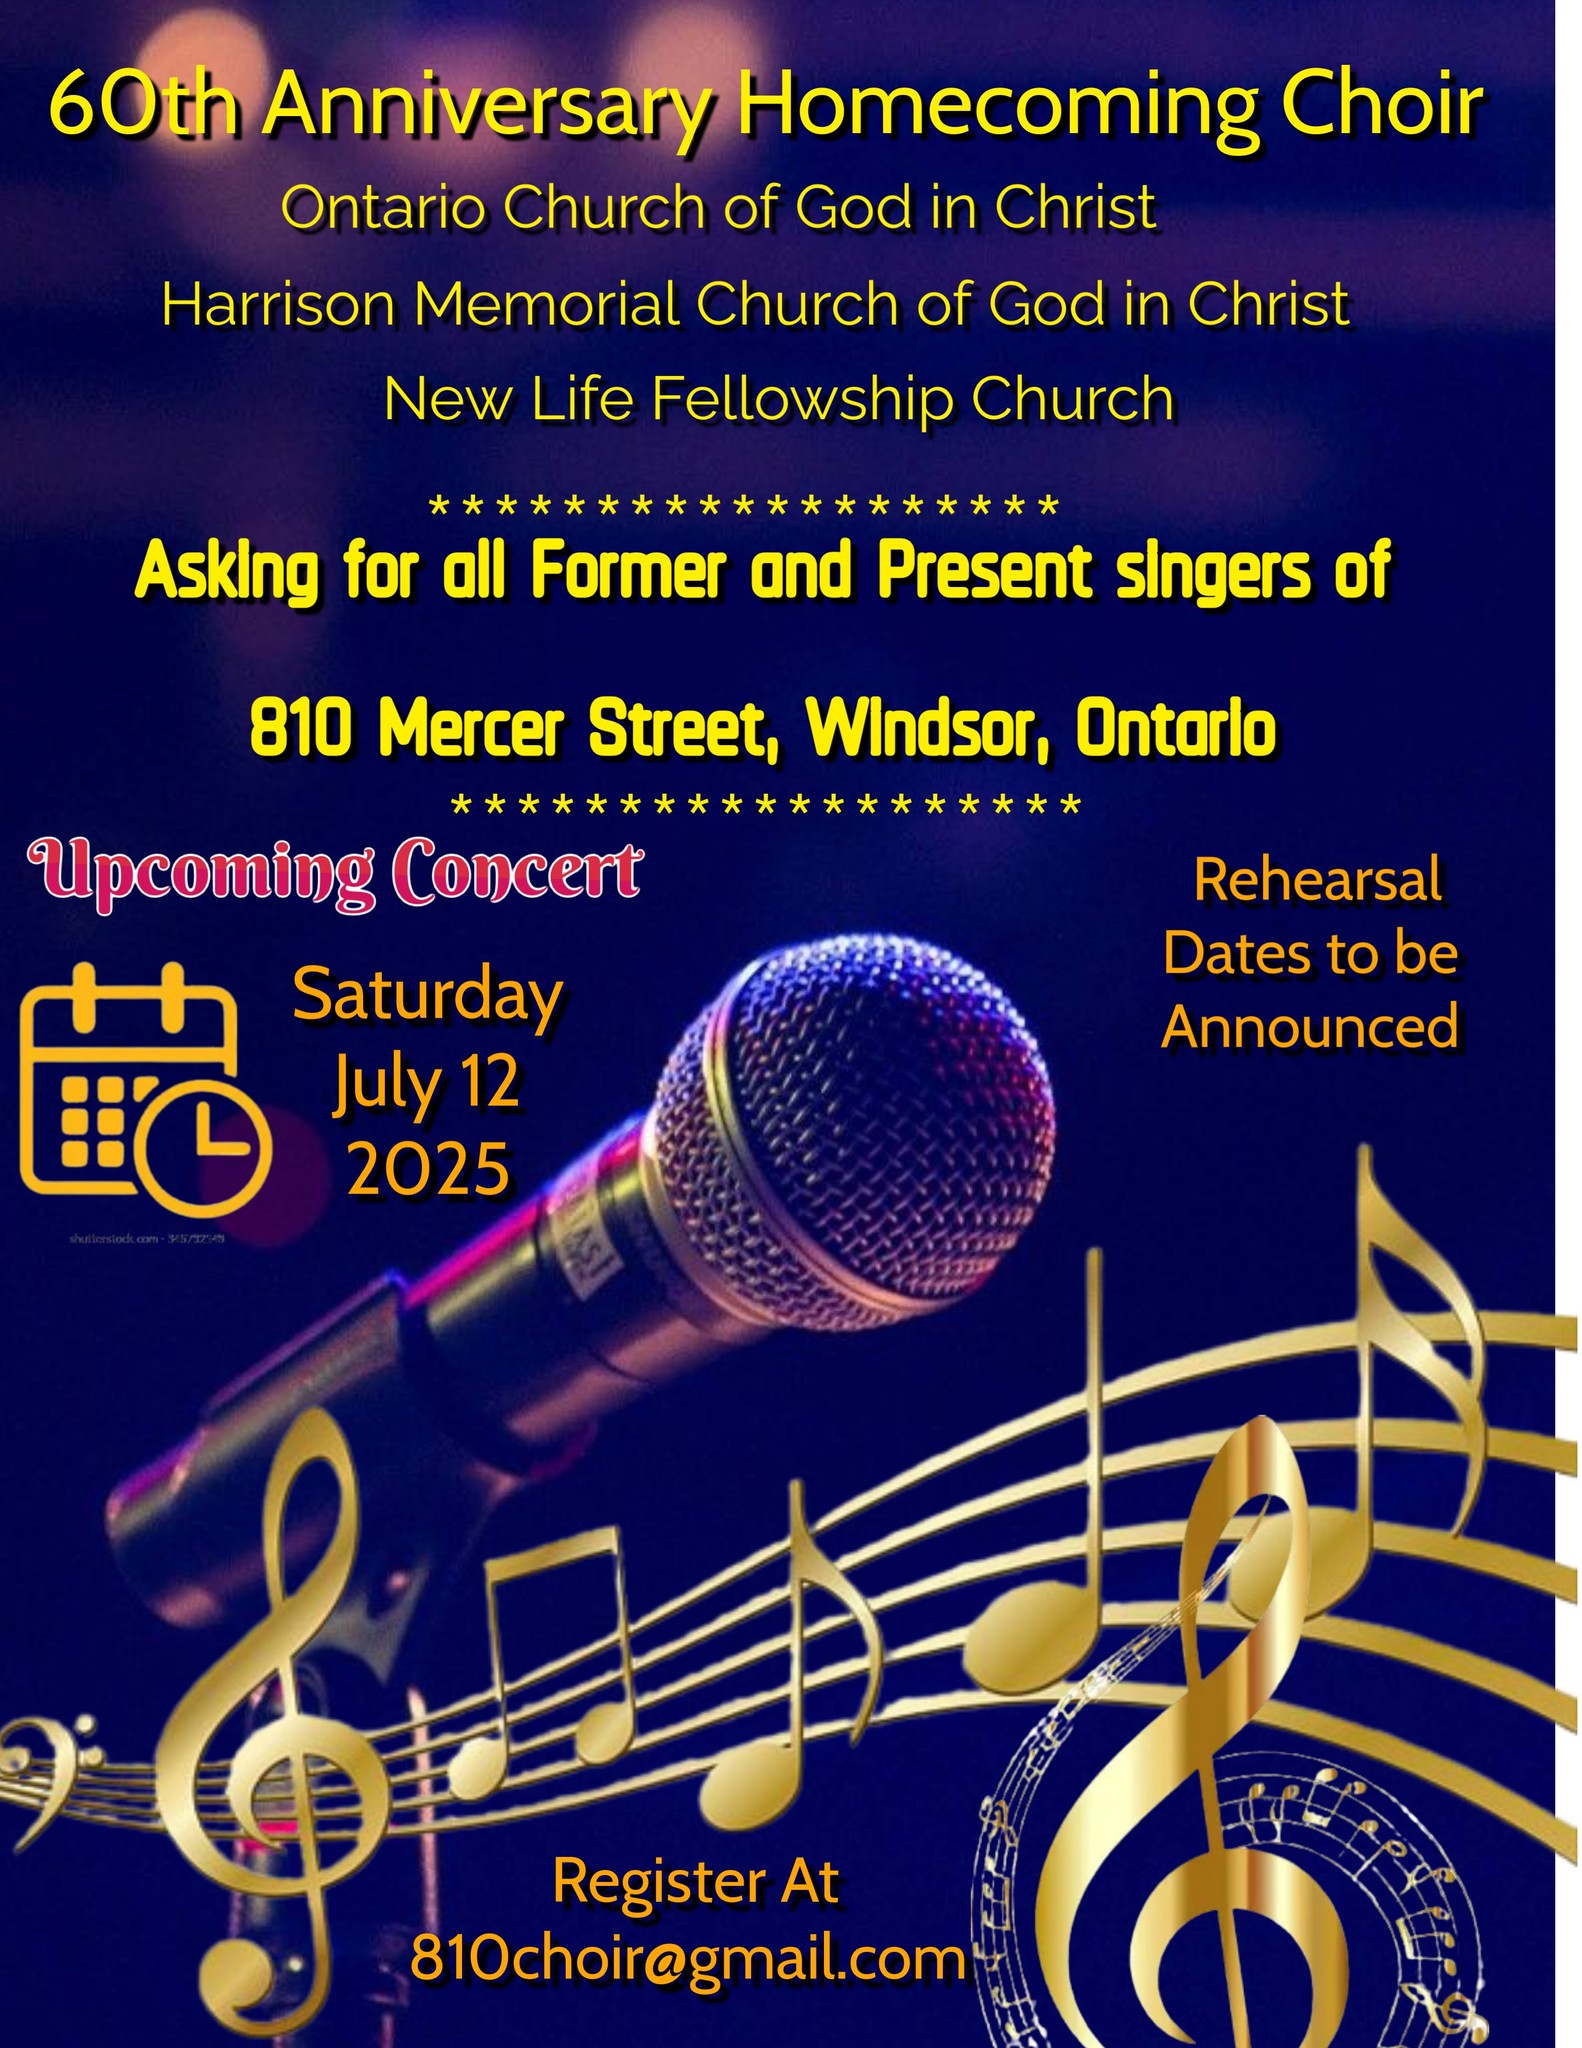 60th Anniversary Homecoming Choir
Ontario Church of God in Christ
Harrison Memorial Church of God in Christ
New Life Fellowship Church
*******************
Asking for all Former and Present singers of
810 Mercer Street, Windsor, Ontario
*******************
Upcoming Concert
Rehearsal
Dates to be
Announced
Saturday
July 12
2025
shutterstock.com
Register At
810choir@gmail.com